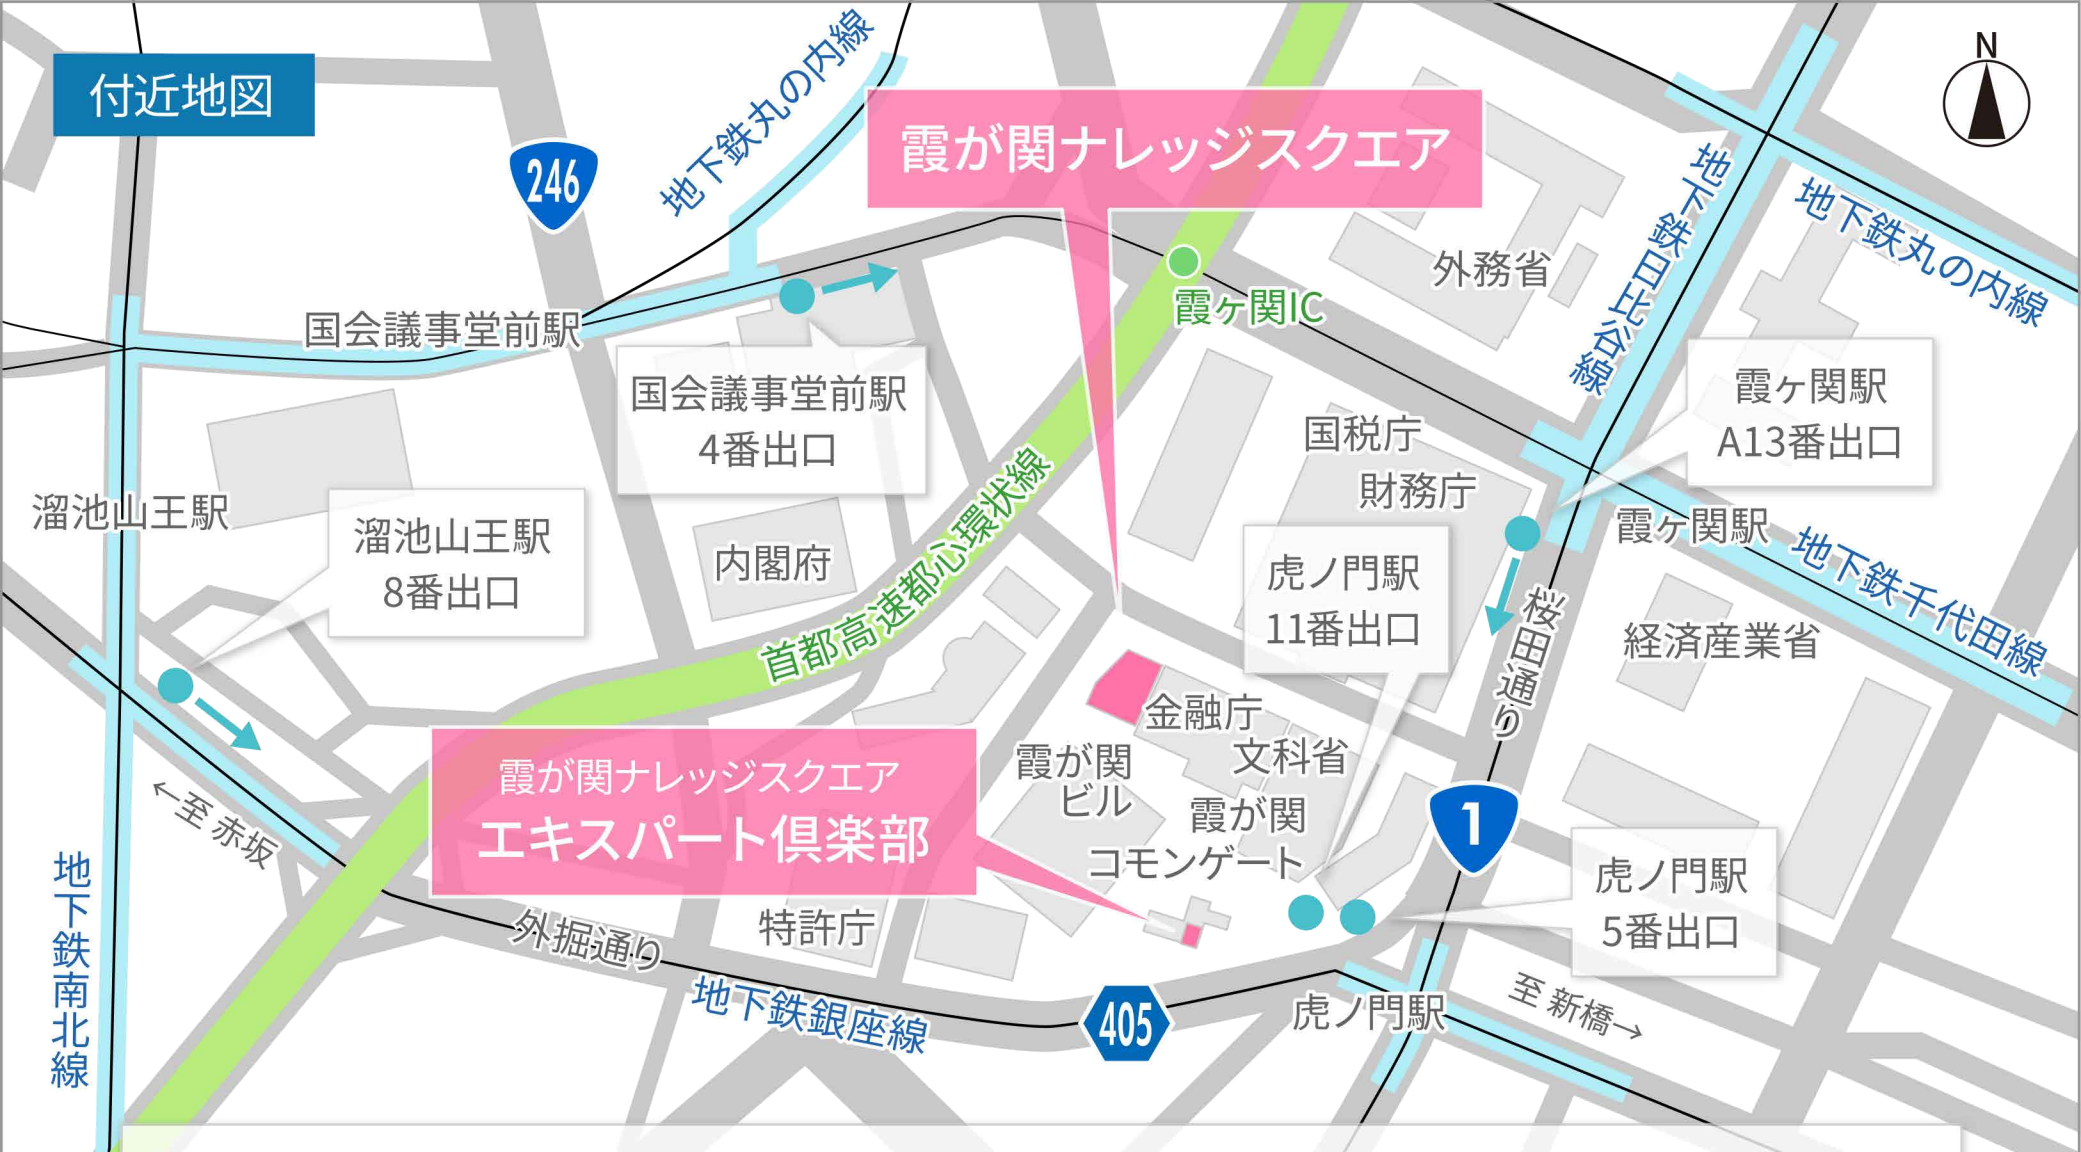 付近地図
246
地下鉄丸の内線
霞が関ナレッジスクエア
N
外務省
地下鉄日比谷線
地下鉄丸の内線
霞ヶ関IC
国会議事堂前駅
国会議事堂前駅
4番出口
霞ヶ関駅
A13番出口
国税庁
財務庁
溜池山王駅
溜池山王駅
8番出口
内閣府
首都高速都心環状線
虎ノ門駅
11番出口
霞ヶ関駅
地下鉄千代田線
桜田通り
経済産業省
金融庁
文科省
霞が関
ビル
霞が関
コモンゲート
霞が関ナレッジスクエア
エキスパート倶楽部
←至 赤坂
1
虎ノ門駅
5番出口
地下鉄南北線
外掘通り
特許庁
地下鉄銀座線
405
虎ノ門駅
至 新橋→